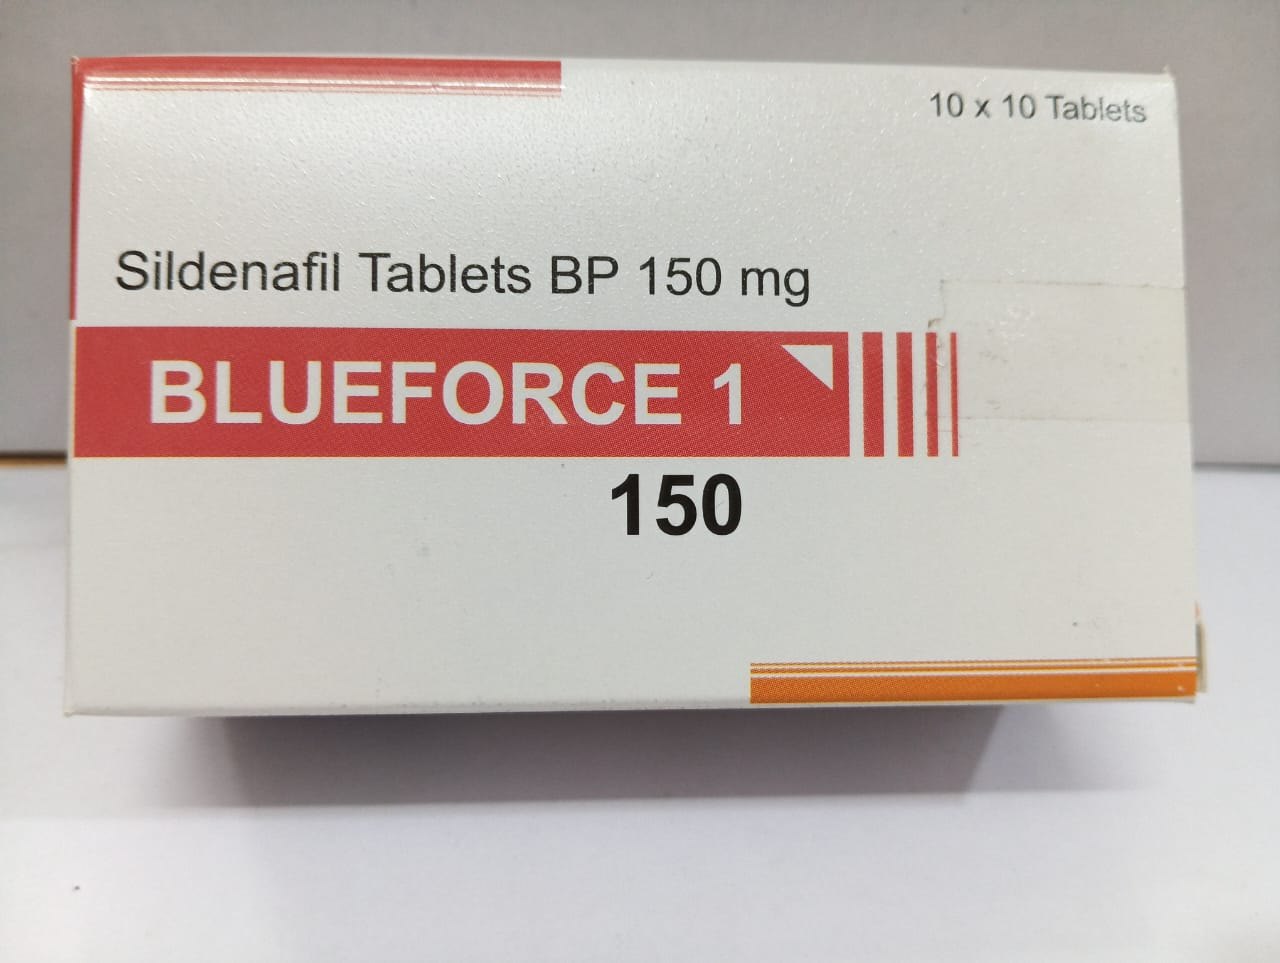 10 x 10 Tablets
Sildenafil Tablets BP 150 mg
BLUEFORCE 1
150